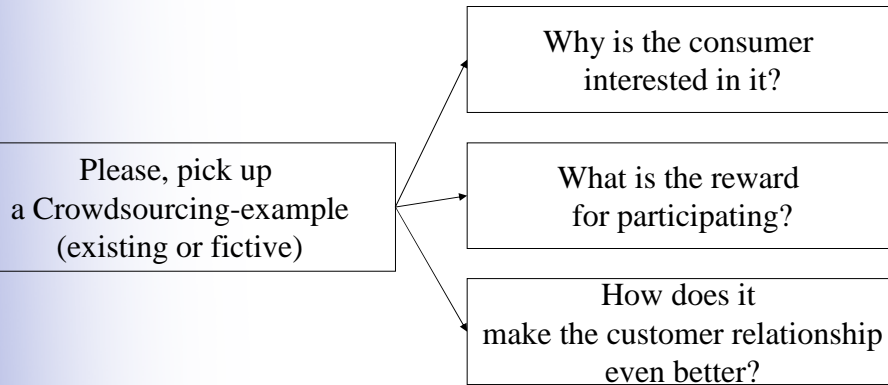 Please, pick up
a Crowdsourcing-example
(existing or fictive)
Why is the consumer
interested in it?
What is the reward
for participating?
How does it
make the customer relationship
even better?